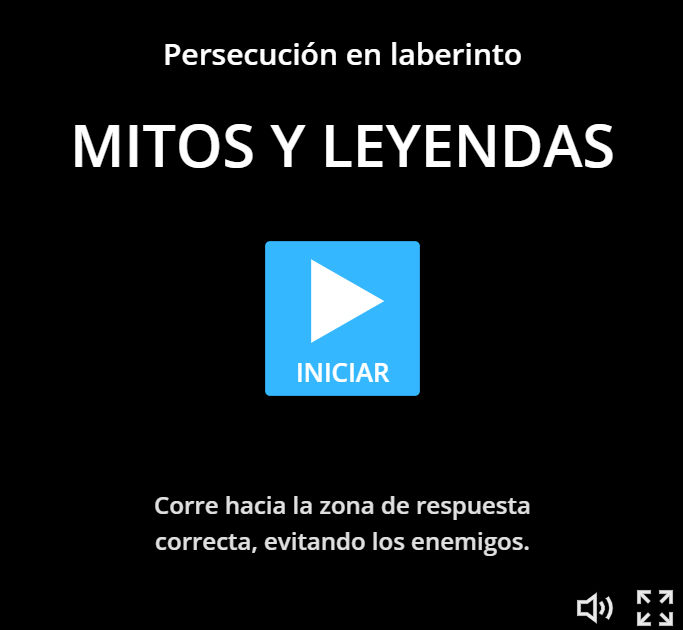 Persecución en laberinto
MITOS Y LEYENDAS
INICIAR
Corre hacia la zona de respuesta
correcta, evitando los enemigos.